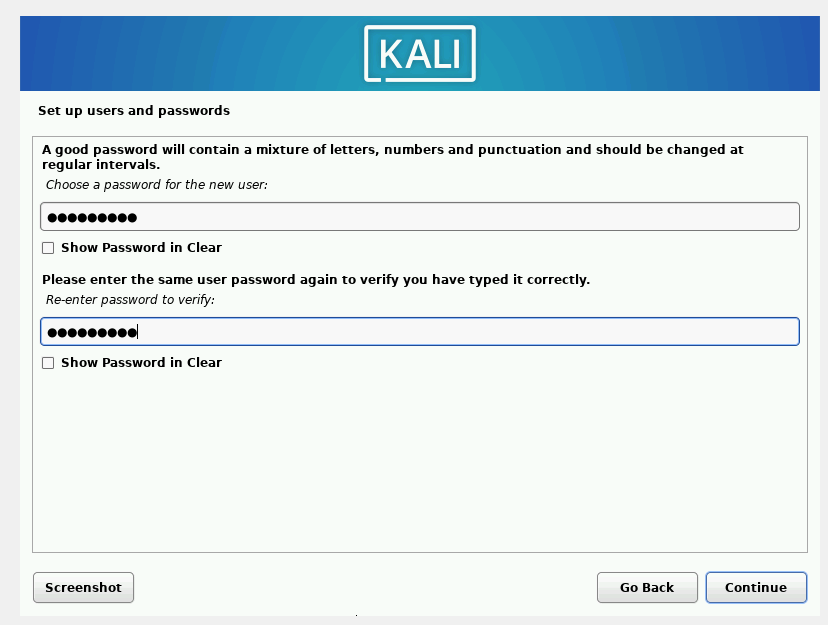 KALI
Set up users and passwords
A good password will contain a mixture of letters, numbers and punctuation and should be changed at
regular intervals.
Choose a password for the new user:
●●●●●●●●●
Show Password in Clear
Please enter the same user password again to verify you have typed it correctly.
Re-enter password to verify:
●●●●●●●●●
Show Password in Clear
Screenshot
Go Back
Continue